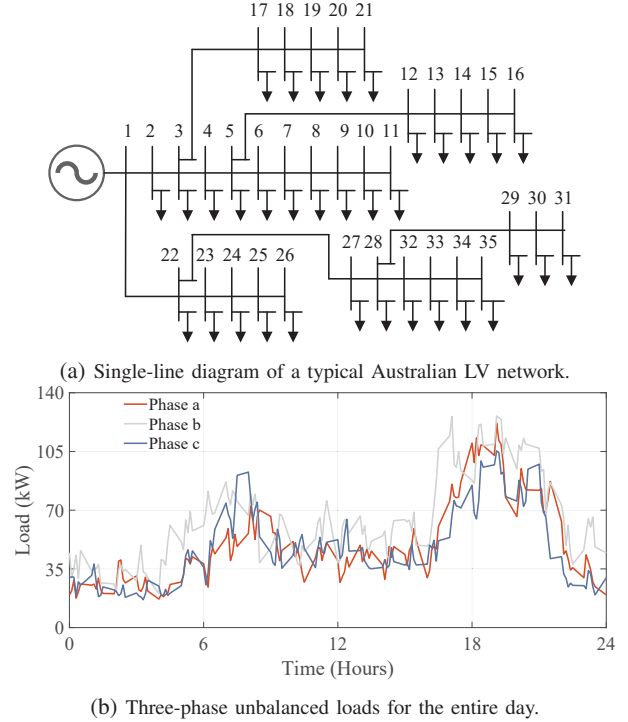 17 18 19 20 21
12 13 14 15 16
1 2 3 4 5 6 7 8 9 10 11
29 30 31
22 23 24 25 26 27 28 32 33 34 35
(a) Single-line diagram of a typical Australian LV network.
140
Phase a
Phase b
Phase c
105
70
35
0
Load (kW)
0 6 12 18 24
Time (Hours)
(b) Three-phase unbalanced loads for the entire day.